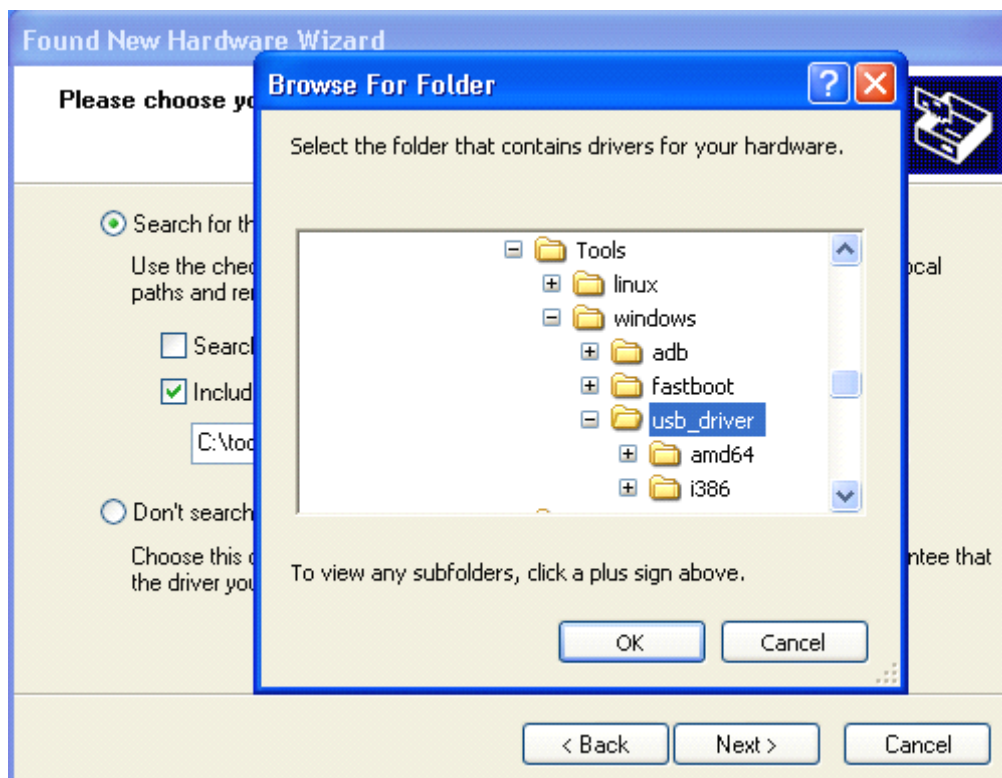 Found New Hardware Wizard
Browse For Folder
Please choose yo
Select the folder that contains drivers for your hardware.
Search for th
Use the chec
ocal
paths and re
Tools
linux
windows
adb
fastboot
usb_driver
amd64
i386
Searc
Includ
C:\too
Don't search
Choose this
ntee that
the driver you
To view any subfolders, click a plus sign above.
OK
Cancel
< Back
Next >
Cancel